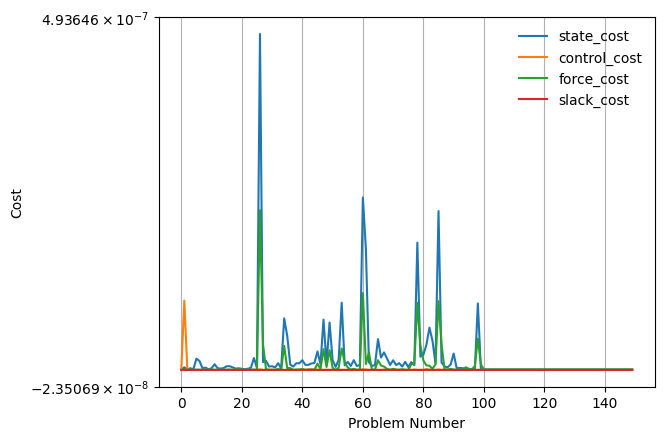 4.93646 × 10⁻⁷
state_cost
control_cost
force_cost
slack_cost
Cost
−2.35069 × 10⁻⁸
0 20 40 60 80 100 120 140
Problem Number